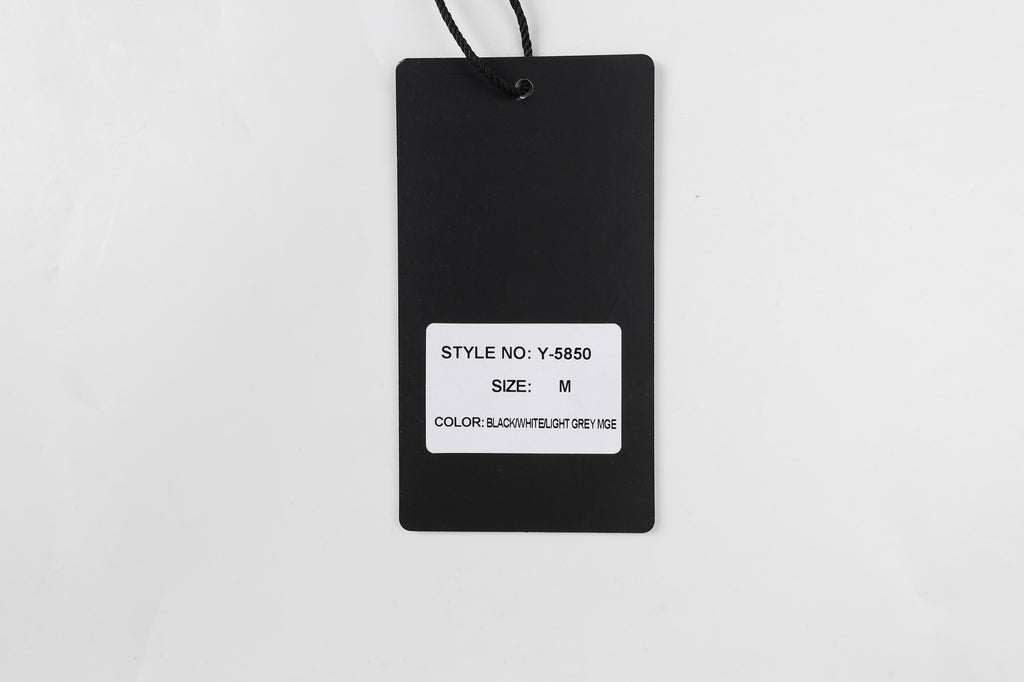 STYLE NO: Y-5850
SIZE: M
COLOR: BLACK/WHITE/LIGHT GREY MGE